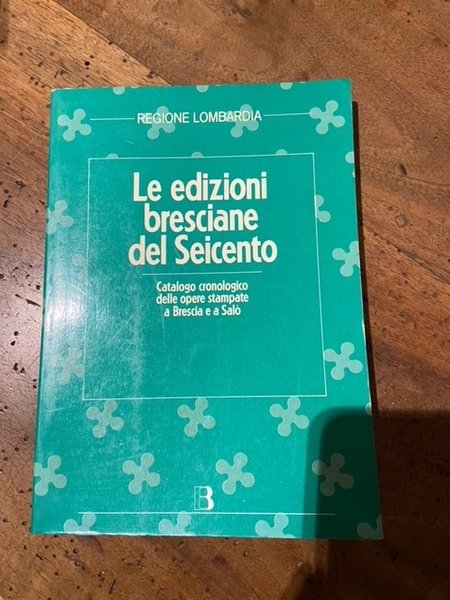 REGIONE LOMBARDIA
Le edizioni
bresciane
del Seicento
Catalogo cronologico
delle opere stampate
a Brescia e a Salò
B